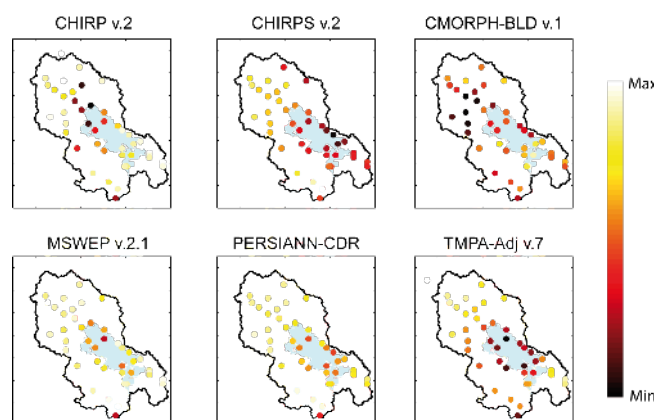 CHIRP v.2
CHIRPS v.2
CMORPH-BLD v.1
Max
MSWEP v.2.1
PERSIANN-CDR
TMPA-Adj v.7
Min